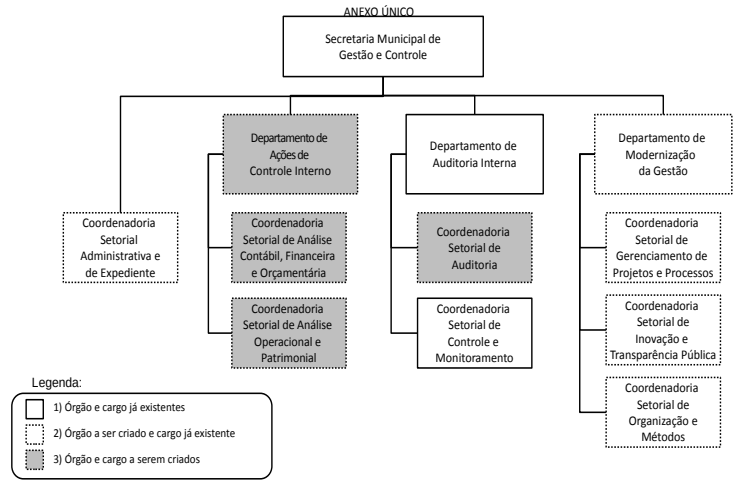 ANEXO ÚNICO
Secretaria Municipal de
Gestão e Controle
Departamento de
Ações de
Controle Interno
Departamento de
Auditoria Interna
Departamento de
Modernização
da Gestão
Coordenadoria
Setorial
Administrativa e
de Expediente
Coordenadoria
Setorial de Análise
Contábil, Financeira
e Orçamentária
Coordenadoria
Setorial de
Auditoria
Coordenadoria
Setorial de
Gerenciamento de
Projetos e Processos
Coordenadoria
Setorial de Análise
Operacional e
Patrimonial
Coordenadoria
Setorial de
Controle e
Monitoramento
Coordenadoria
Setorial de
Inovação e
Transparência Pública
Coordenadoria
Setorial de
Organização e
Métodos
Legenda:
1) Órgão e cargo já existentes
2) Órgão a ser criado e cargo já existente
3) Órgão e cargo a serem criados